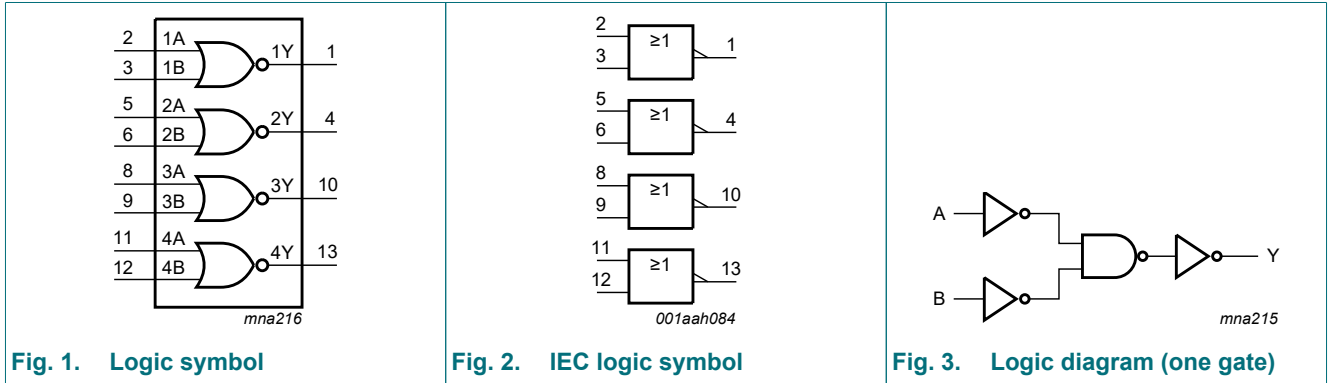 2 1A 1Y 1
3 1B
5 2A 2Y 4
6 2B
8 3A 3Y 10
9 3B
11 4A 4Y 13
12 4B
mna216
Fig. 1. Logic symbol
2 ≥1 1
3
5 ≥1 4
6
8 ≥1 10
9
11 ≥1 13
12
001aah084
Fig. 2. IEC logic symbol
A
Y
B
mna215
Fig. 3. Logic diagram (one gate)